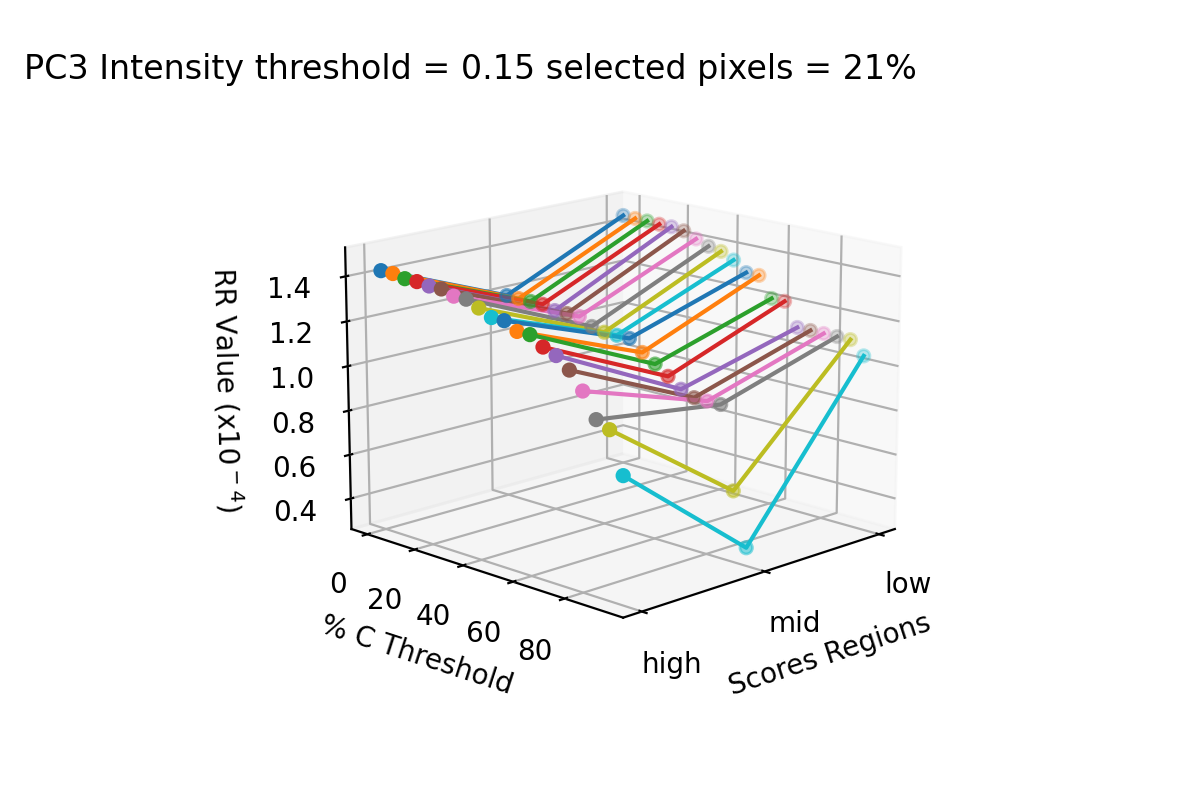 PC3 Intensity threshold = 0.15 selected pixels = 21%
RR Value (x10⁻⁴)
1.4
1.2
1.0
0.8
0.6
0.4
0
20
40
60
80
% C Threshold
high
mid
low
Scores Regions